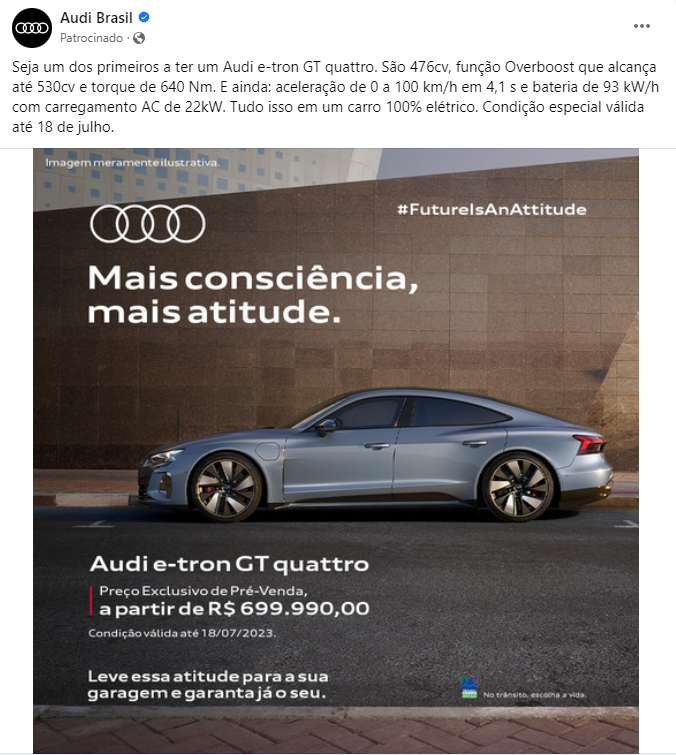 Audi Brasil
Patrocinado ·
Seja um dos primeiros a ter um Audi e-tron GT quattro. São 476cv, função Overboost que alcança
até 530cv e torque de 640 Nm. E ainda: aceleração de 0 a 100 km/h em 4,1 s e bateria de 93 kW/h
com carregamento AC de 22kW. Tudo isso em um carro 100% elétrico. Condição especial válida
até 18 de julho.
Imagem meramente ilustrativa.
#FutureIsAnAttitude
Mais consciência,
mais atitude.
Audi e-tron GT quattro
Preço Exclusivo de Pré-Venda,
a partir de R$ 699.990,00
Condição válida até 18/07/2023.
Leve essa atitude para a sua
garagem e garanta já o seu.
No trânsito, escolha a vida.